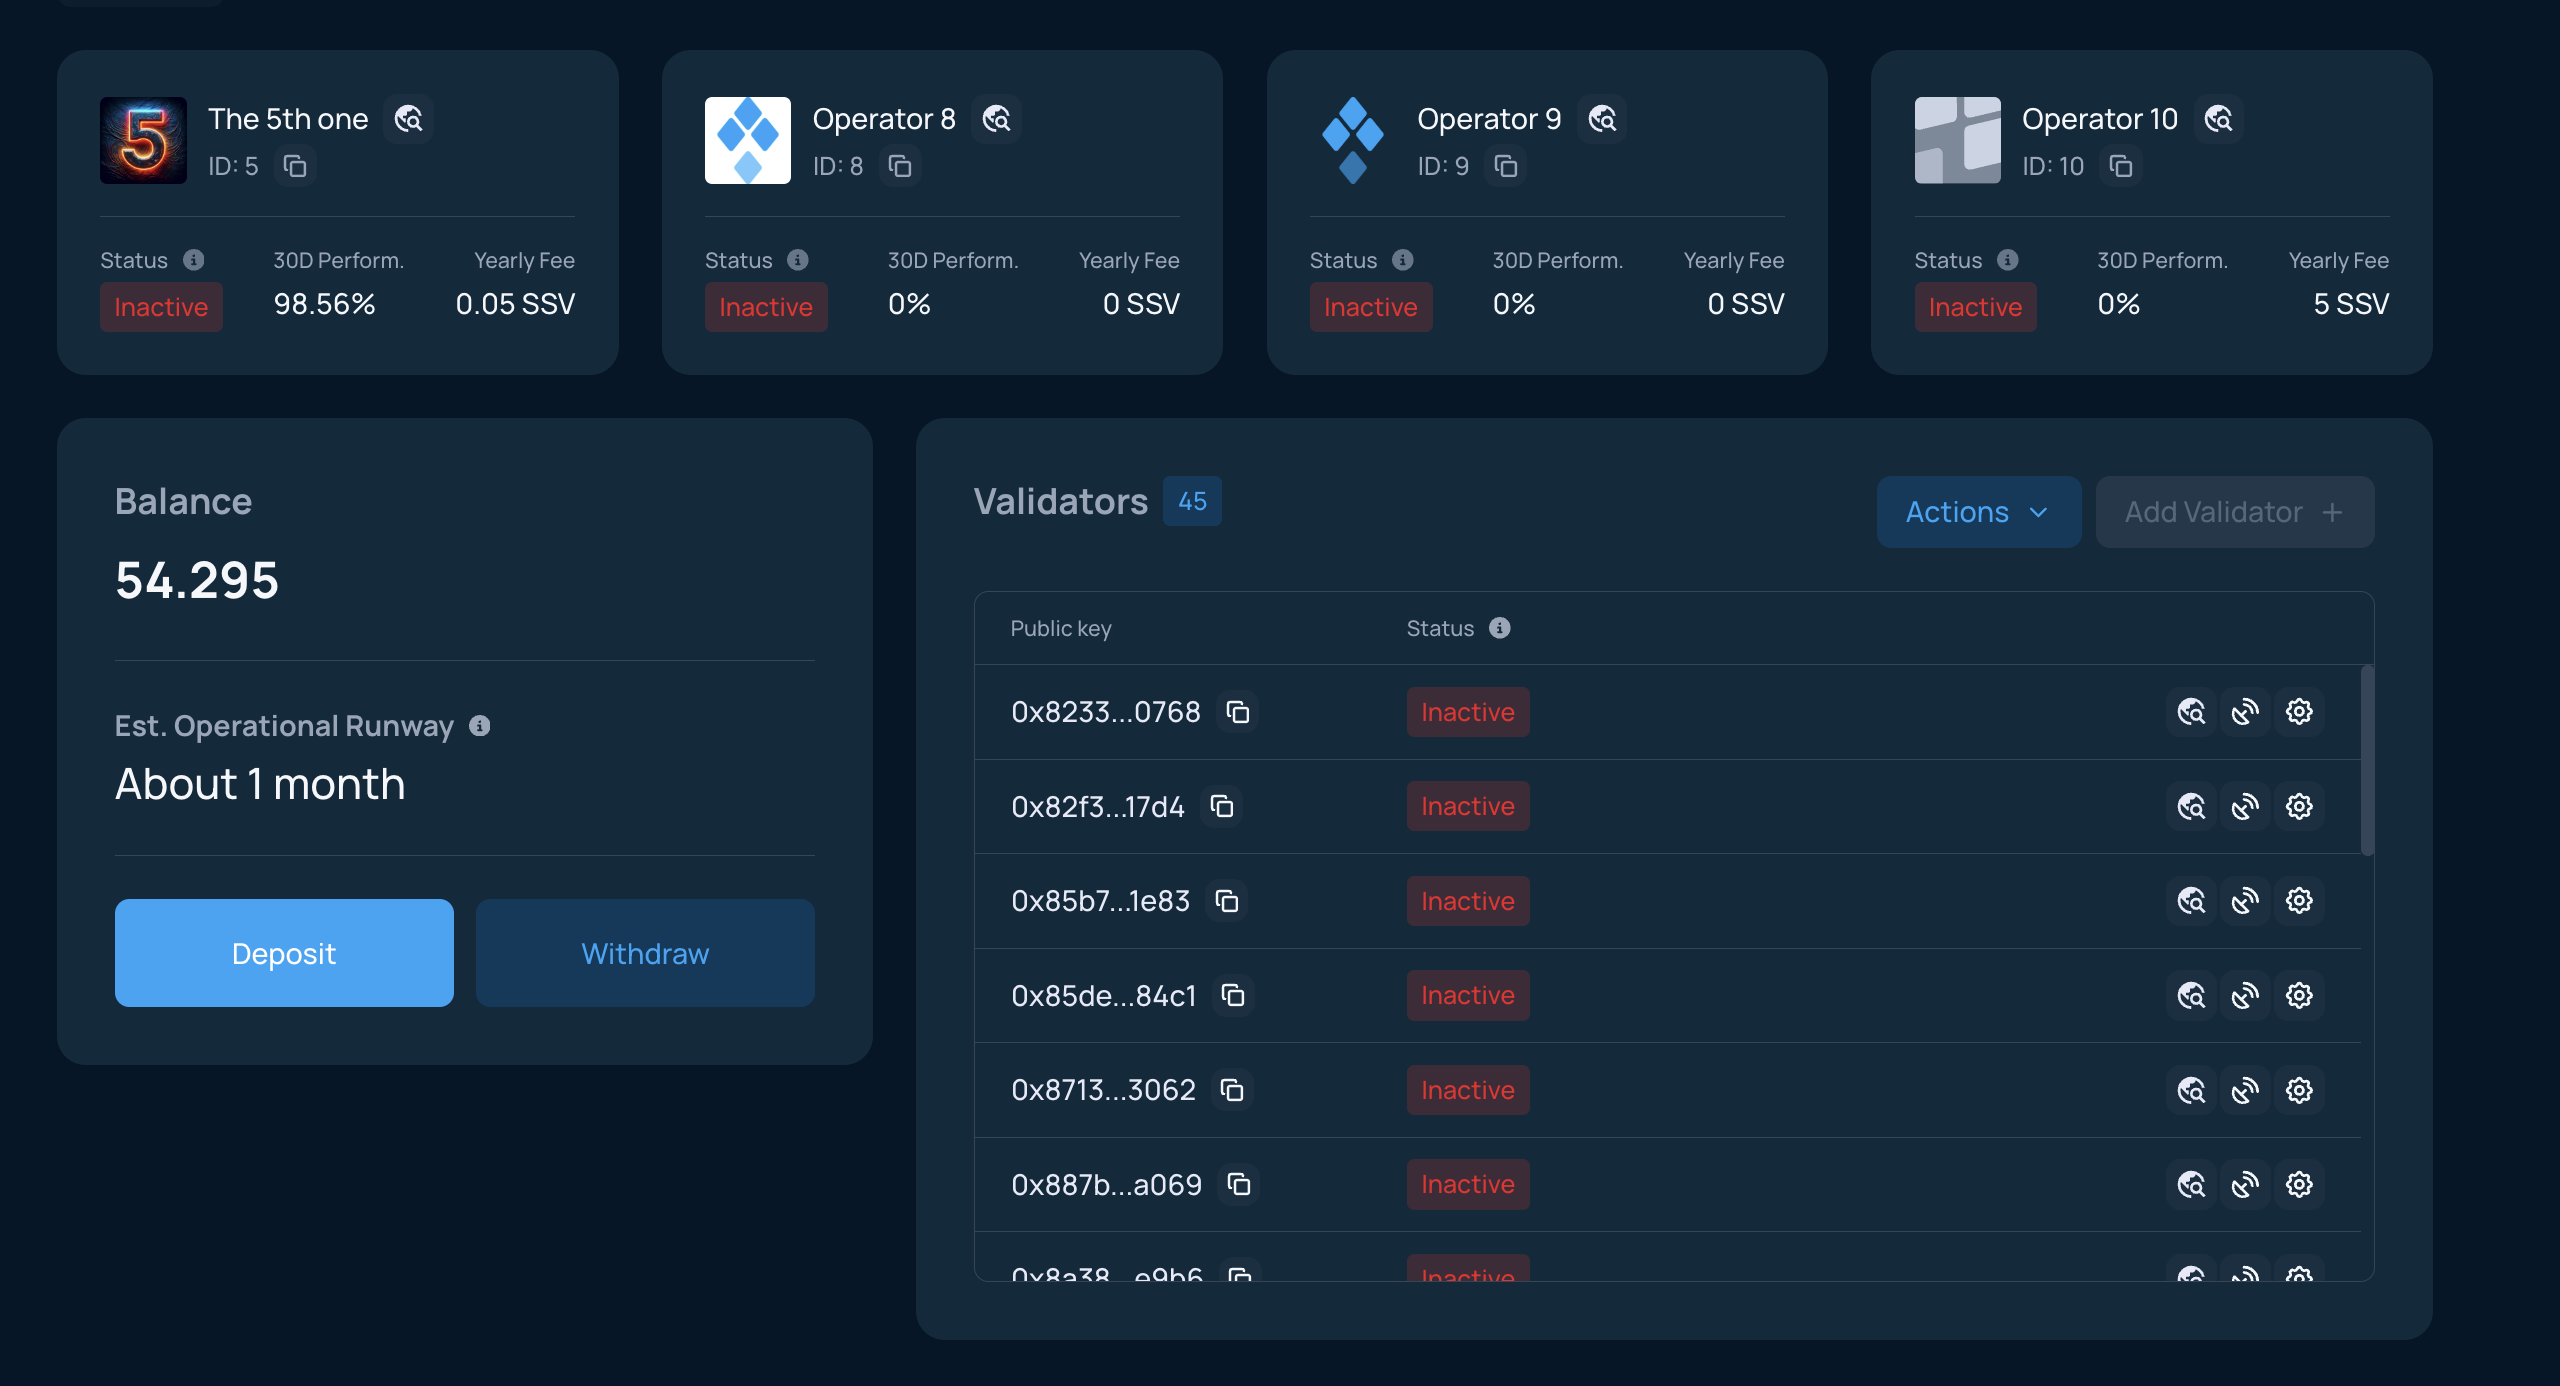 The 5th one
ID: 5
Status 30D Perform. Yearly Fee
Inactive 98.56% 0.05 SSV
Operator 8
ID: 8
Status 30D Perform. Yearly Fee
Inactive 0% 0 SSV
Operator 9
ID: 9
Status 30D Perform. Yearly Fee
Inactive 0% 0 SSV
Operator 10
ID: 10
Status 30D Perform. Yearly Fee
Inactive 0% 5 SSV
Balance
54.295
Est. Operational Runway
About 1 month
Deposit Withdraw
Validators 45 Actions Add Validator +
Public key Status
0x8233...0768 Inactive
0x82f3...17d4 Inactive
0x85b7...1e83 Inactive
0x85de...84c1 Inactive
0x8713...3062 Inactive
0x887b...a069 Inactive
0x8a38...e9b6 Inactive